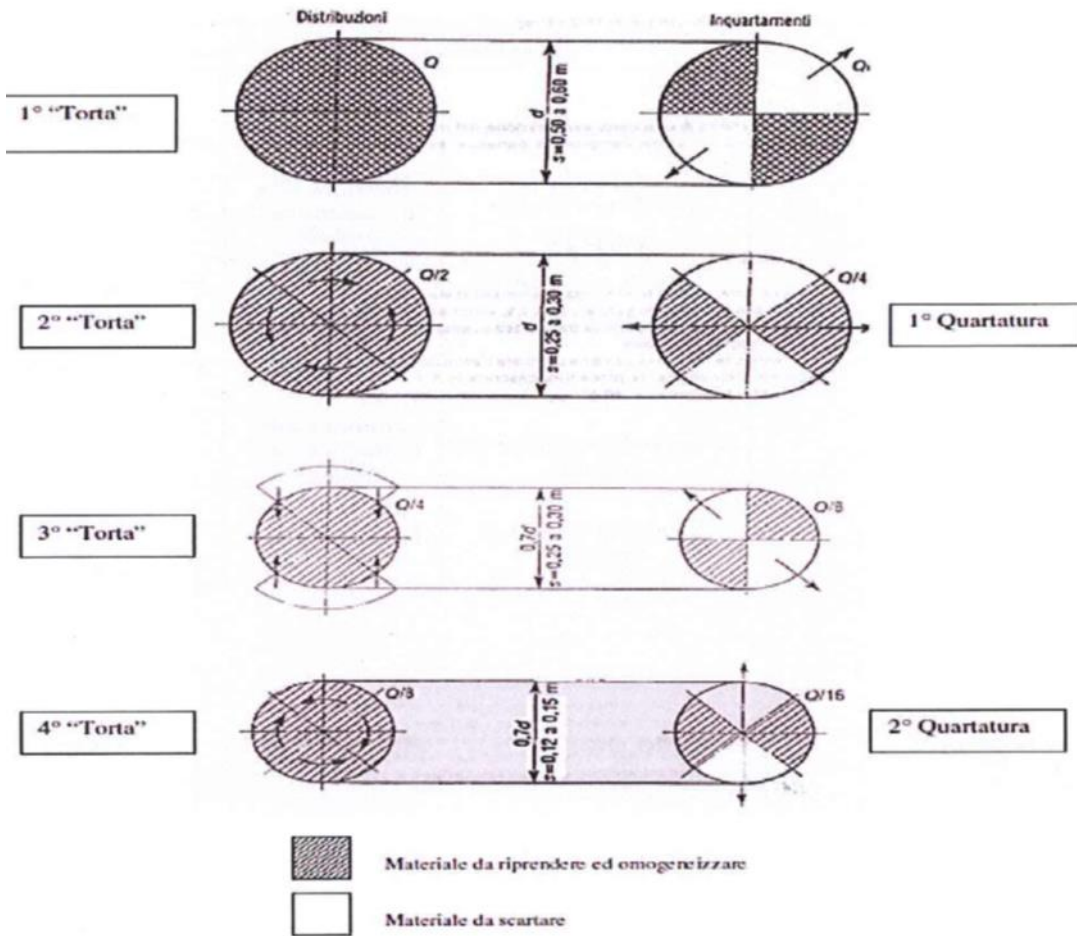 Distribuzioni
Inquartamenti
1° “Torta”
Q
d
s=0,50 a 0,60 m
2° “Torta”
Q/2
d
s=0,25 a 0,30 m
Q/4
1° Quartatura
3° “Torta”
Q/4
0,7d
s=0,25 a 0,30 m
4° “Torta”
Q/8
0,7d
s=0,12 a 0,15 m
Q/16
2° Quartatura
Materiale da riprendere ed omogeneizzare
Materiale da scartare